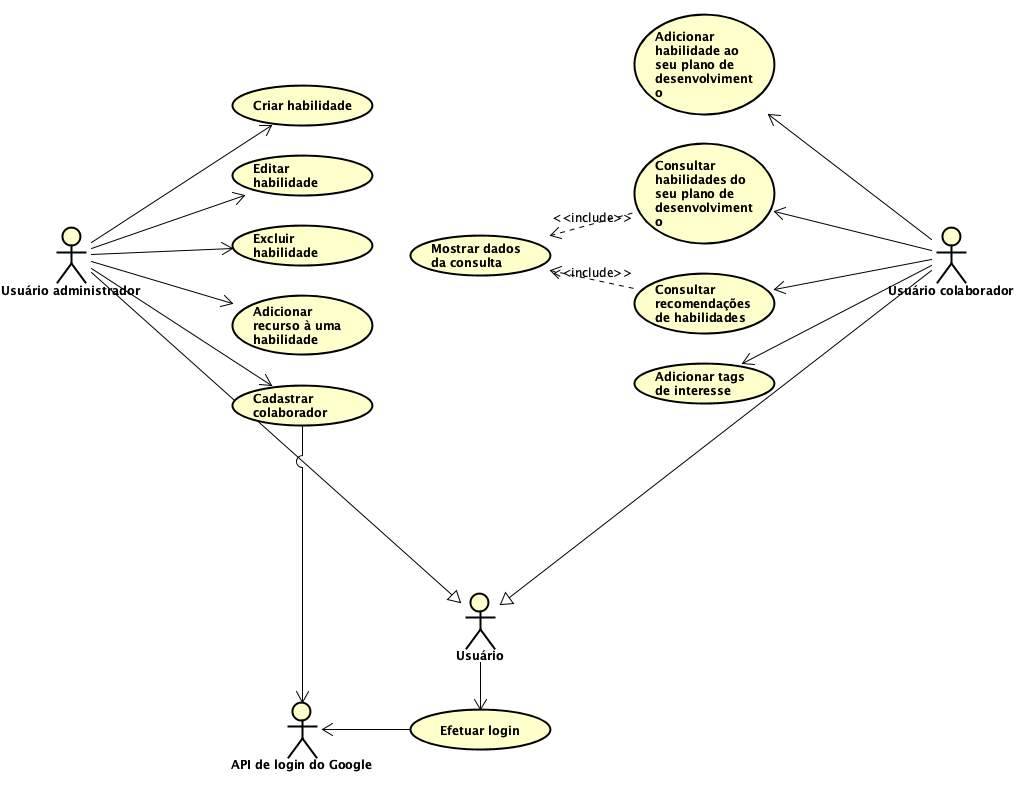 Adicionar
habilidade ao
seu plano de
desenvolviment
o
Criar habilidade
Editar
habilidade
Consultar
habilidades do
seu plano de
desenvolviment
o
<<include>>
Excluir
habilidade
Mostrar dados
da consulta
<<include>>
Usuário administrador
Usuário colaborador
Consultar
recomendações
de habilidades
Adicionar
recurso à uma
habilidade
Adicionar tags
de interesse
Cadastrar
colaborador
Usuário
Efetuar login
API de login do Google